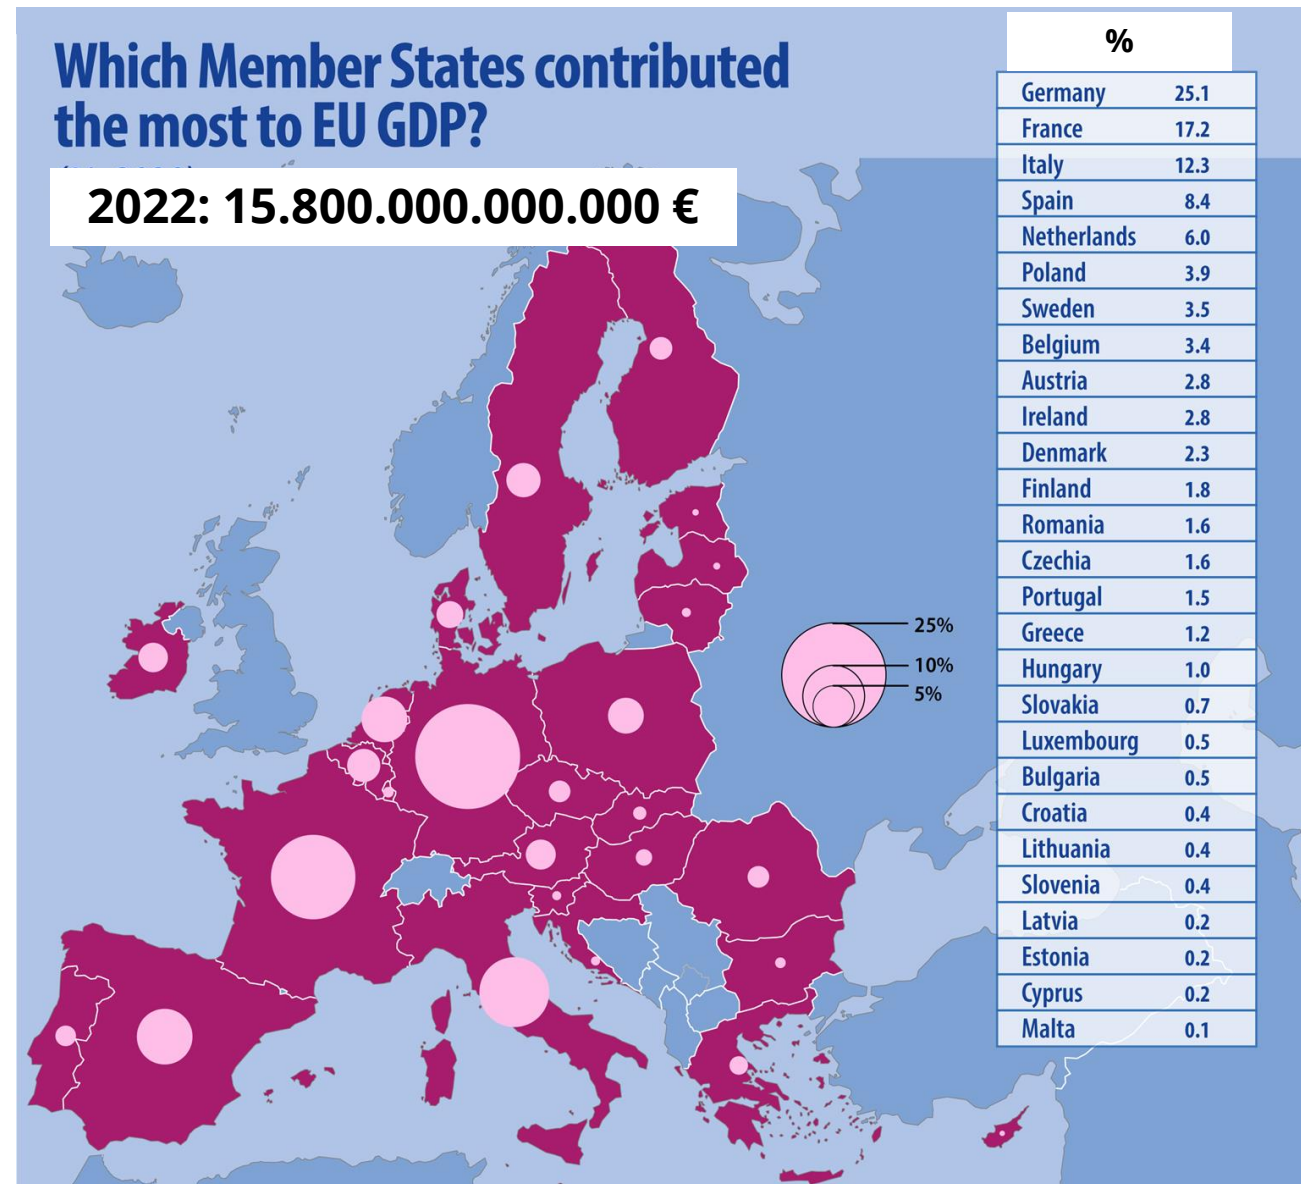 Which Member States contributed
the most to EU GDP?
2022: 15.800.000.000.000 €
%
Germany 25.1
France 17.2
Italy 12.3
Spain 8.4
Netherlands 6.0
Poland 3.9
Sweden 3.5
Belgium 3.4
Austria 2.8
Ireland 2.8
Denmark 2.3
Finland 1.8
Romania 1.6
Czechia 1.6
Portugal 1.5
Greece 1.2
Hungary 1.0
Slovakia 0.7
Luxembourg 0.5
Bulgaria 0.5
Croatia 0.4
Lithuania 0.4
Slovenia 0.4
Latvia 0.2
Estonia 0.2
Cyprus 0.2
Malta 0.1
25%
10%
5%